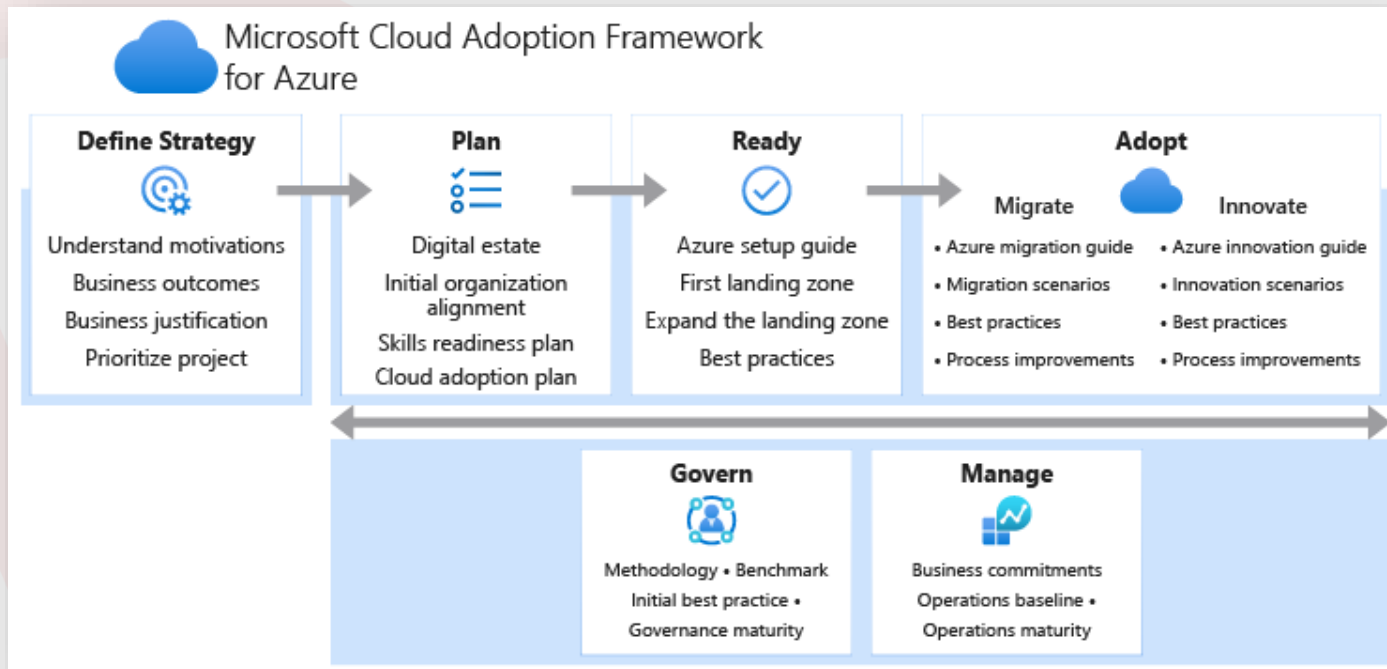 Microsoft Cloud Adoption Framework
for Azure
Define Strategy
Understand motivations
Business outcomes
Business justification
Prioritize project
Plan
Digital estate
Initial organization
alignment
Skills readiness plan
Cloud adoption plan
Ready
Azure setup guide
First landing zone
Expand the landing zone
Best practices
Adopt
Migrate
• Azure migration guide
• Migration scenarios
• Best practices
• Process improvements
Innovate
• Azure innovation guide
• Innovation scenarios
• Best practices
• Process improvements
Govern
Methodology • Benchmark
Initial best practice •
Governance maturity
Manage
Business commitments
Operations baseline •
Operations maturity